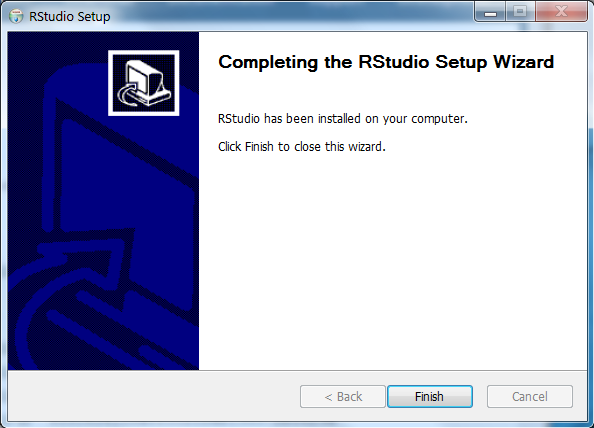 RStudio Setup
Completing the RStudio Setup Wizard
RStudio has been installed on your computer.
Click Finish to close this wizard.
< Back
Finish
Cancel